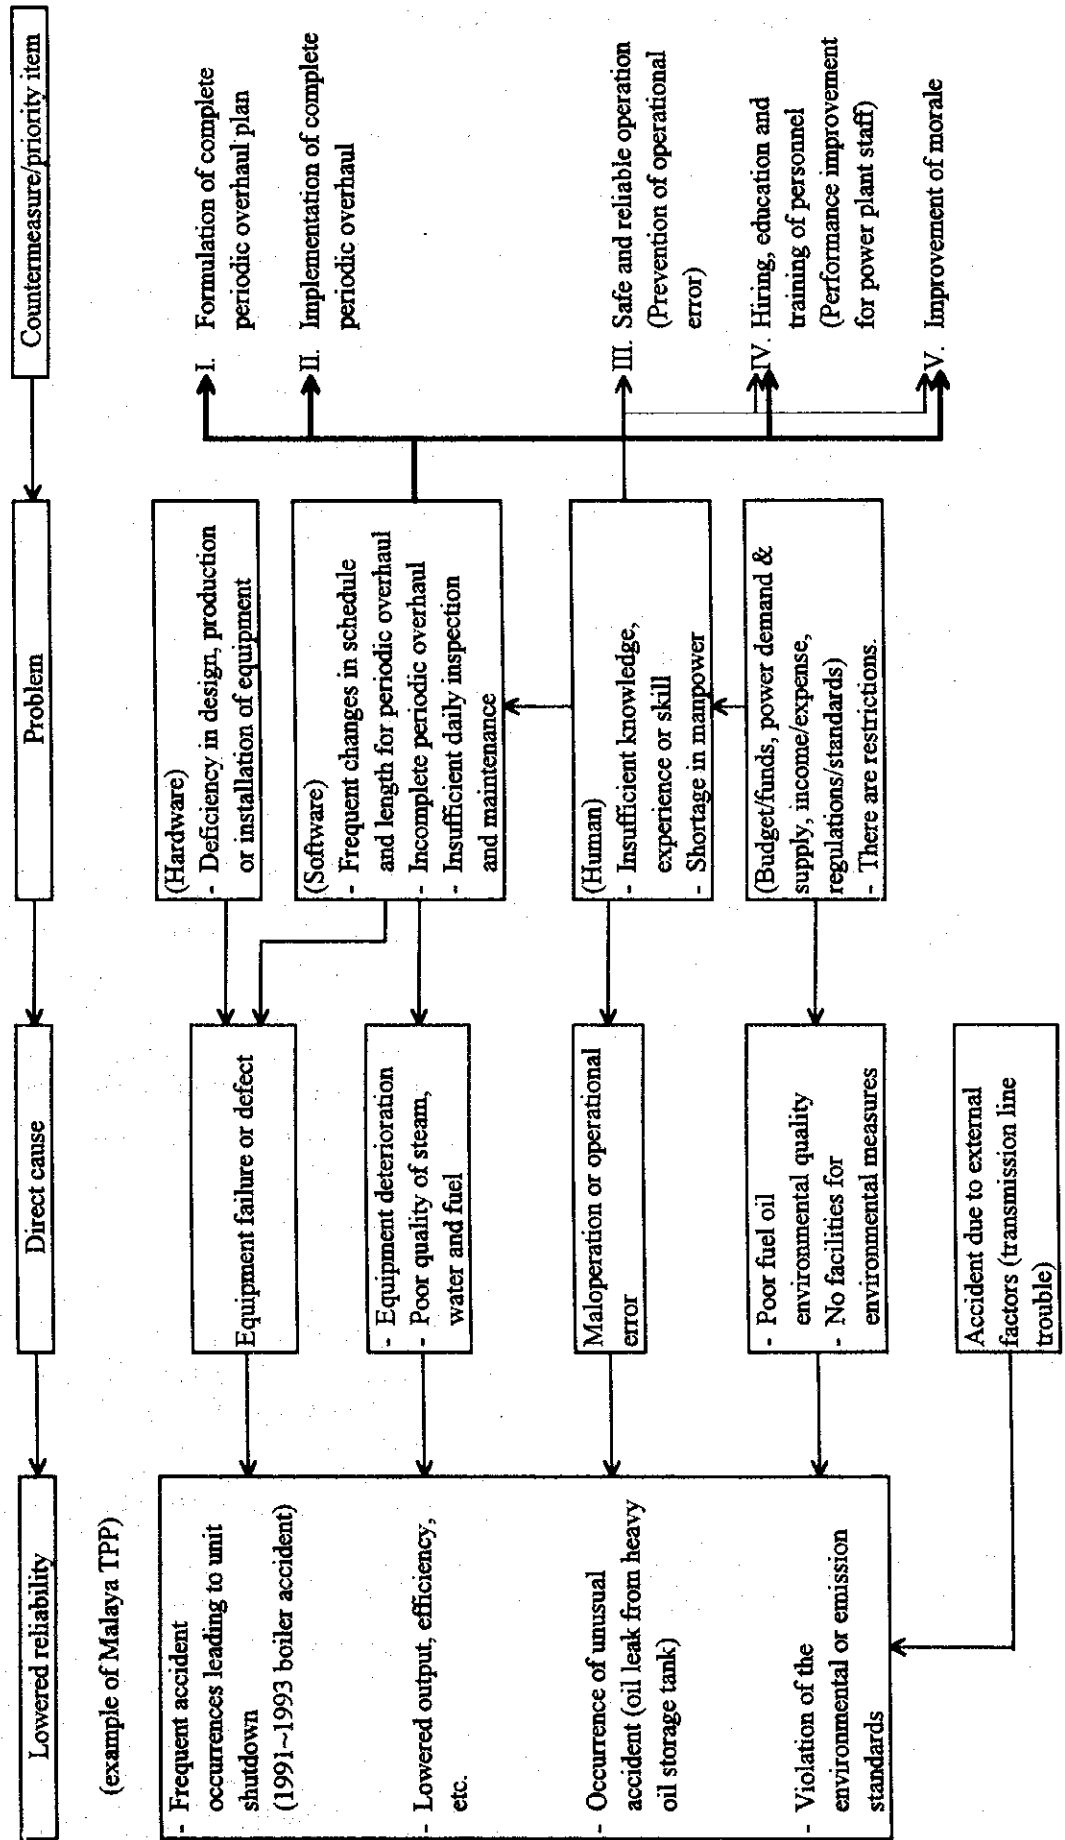 Lowered reliability
Direct cause
Problem
Countermeasure/priority item
(example of Malaya TPP)
- Frequent accident
occurrences leading to unit
shutdown
(1991~1993 boiler accident)
- Lowered output, efficiency,
etc.
- Occurrence of unusual
accident (oil leak from heavy
oil storage tank)
- Violation of the
environmental or emission
standards
Equipment failure or defect
- Equipment deterioration
- Poor quality of steam,
water and fuel
Maloperation or operational
error
- Poor fuel oil
environmental quality
- No facilities for
environmental measures
Accident due to external
factors (transmission line
trouble)
(Hardware)
- Deficiency in design, production
or installation of equipment
(Software)
- Frequent changes in schedule
and length for periodic overhaul
- Incomplete periodic overhaul
- Insufficient daily inspection
and maintenance
(Human)
- Insufficient knowledge,
experience or skill
- Shortage in manpower
(Budget/funds, power demand &
supply, income/expense,
regulations/standards)
- There are restrictions.
I. Formulation of complete
periodic overhaul plan
II. Implementation of complete
periodic overhaul
III. Safe and reliable operation
(Prevention of operational
error)
IV. Hiring, education and
training of personnel
(Performance improvement
for power plant staff)
V. Improvement of morale